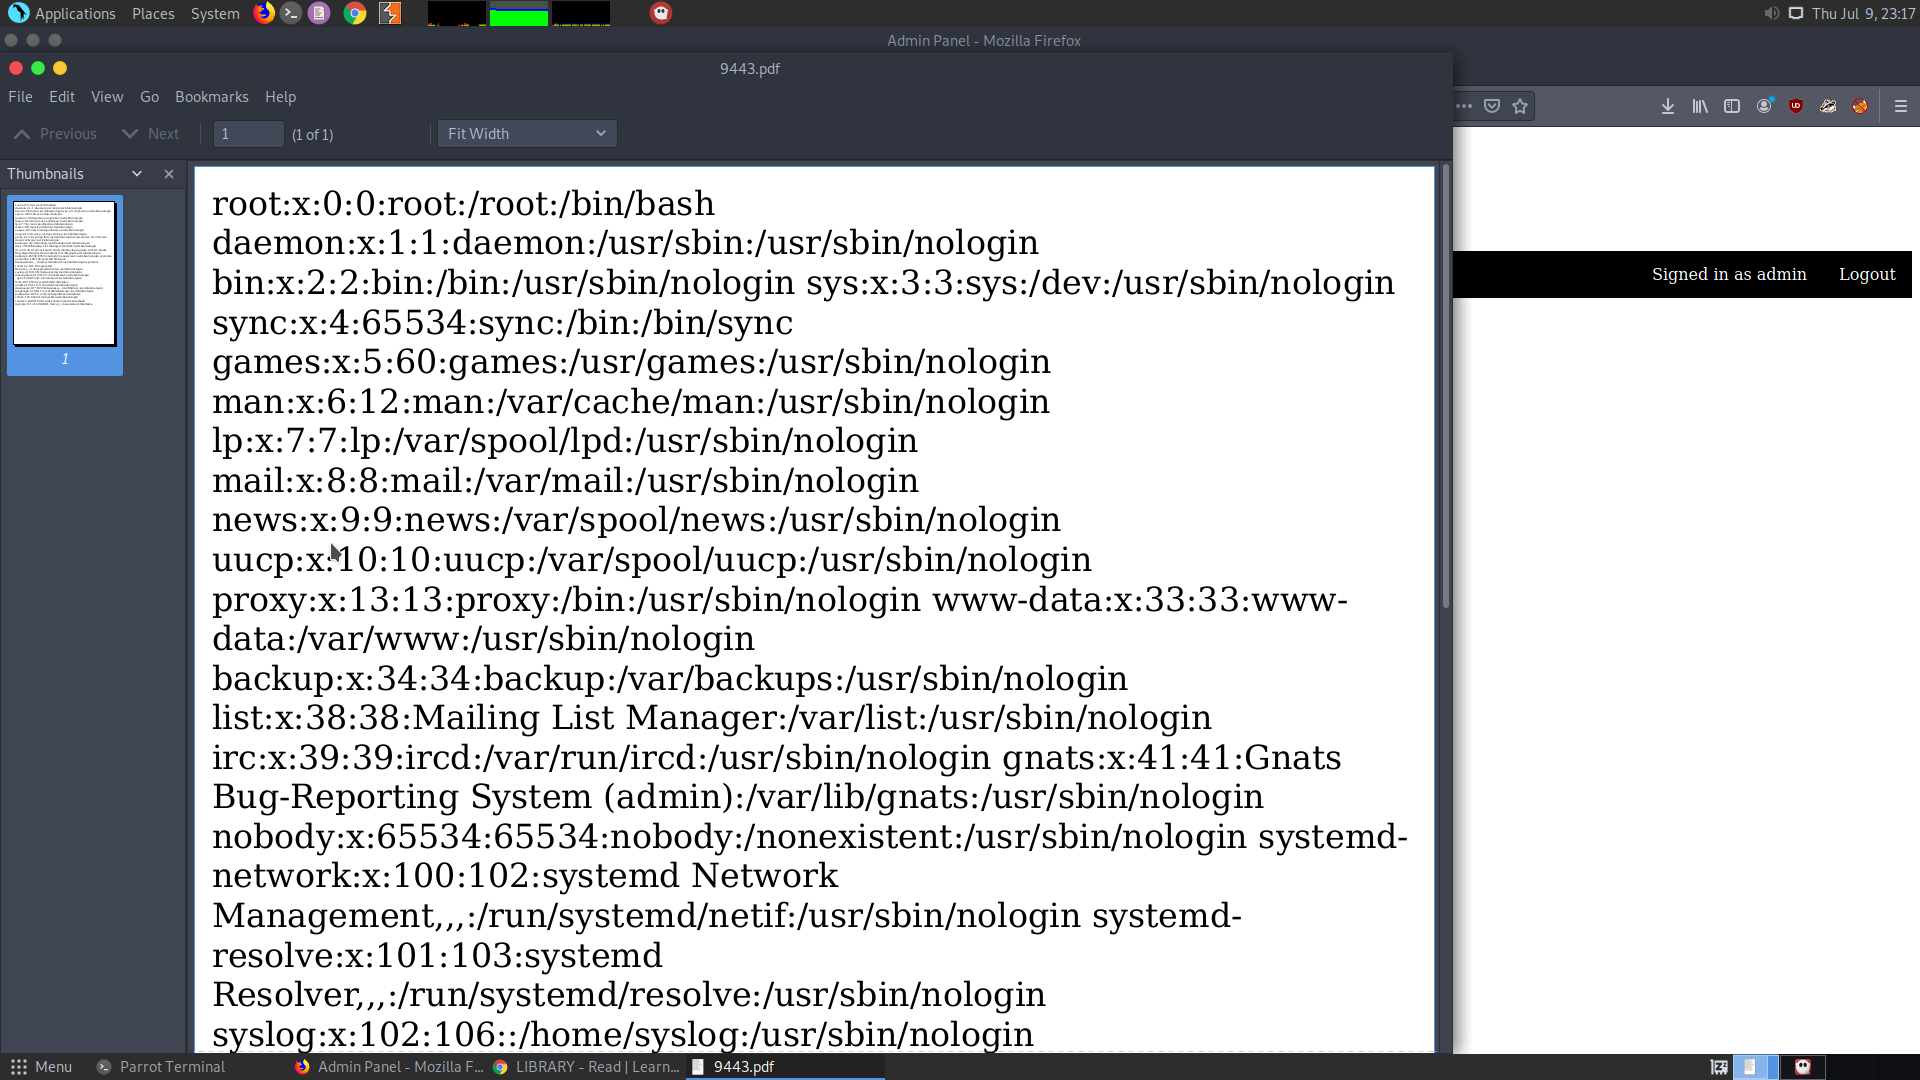 Applications Places System Thu Jul 9, 23:17
Admin Panel - Mozilla Firefox
9443.pdf
File Edit View Go Bookmarks Help
Previous Next 1 (1 of 1) Fit Width
Thumbnails
1
root:x:0:0:root:/root:/bin/bash
daemon:x:1:1:daemon:/usr/sbin:/usr/sbin/nologin
bin:x:2:2:bin:/bin:/usr/sbin/nologin sys:x:3:3:sys:/dev:/usr/sbin/nologin
sync:x:4:65534:sync:/bin:/bin/sync
games:x:5:60:games:/usr/games:/usr/sbin/nologin
man:x:6:12:man:/var/cache/man:/usr/sbin/nologin
lp:x:7:7:lp:/var/spool/lpd:/usr/sbin/nologin
mail:x:8:8:mail:/var/mail:/usr/sbin/nologin
news:x:9:9:news:/var/spool/news:/usr/sbin/nologin
uucp:x:10:10:uucp:/var/spool/uucp:/usr/sbin/nologin
proxy:x:13:13:proxy:/bin:/usr/sbin/nologin www-data:x:33:33:www-
data:/var/www:/usr/sbin/nologin
backup:x:34:34:backup:/var/backups:/usr/sbin/nologin
list:x:38:38:Mailing List Manager:/var/list:/usr/sbin/nologin
irc:x:39:39:ircd:/var/run/ircd:/usr/sbin/nologin gnats:x:41:41:Gnats
Bug-Reporting System (admin):/var/lib/gnats:/usr/sbin/nologin
nobody:x:65534:65534:nobody:/nonexistent:/usr/sbin/nologin systemd-
network:x:100:102:systemd Network
Management,,,:/run/systemd/netif:/usr/sbin/nologin systemd-
resolve:x:101:103:systemd
Resolver,,,:/run/systemd/resolve:/usr/sbin/nologin
syslog:x:102:106::/home/syslog:/usr/sbin/nologin
Signed in as admin Logout
Menu Parrot Terminal Admin Panel - Mozilla F... LIBRARY - Read | Learn... 9443.pdf